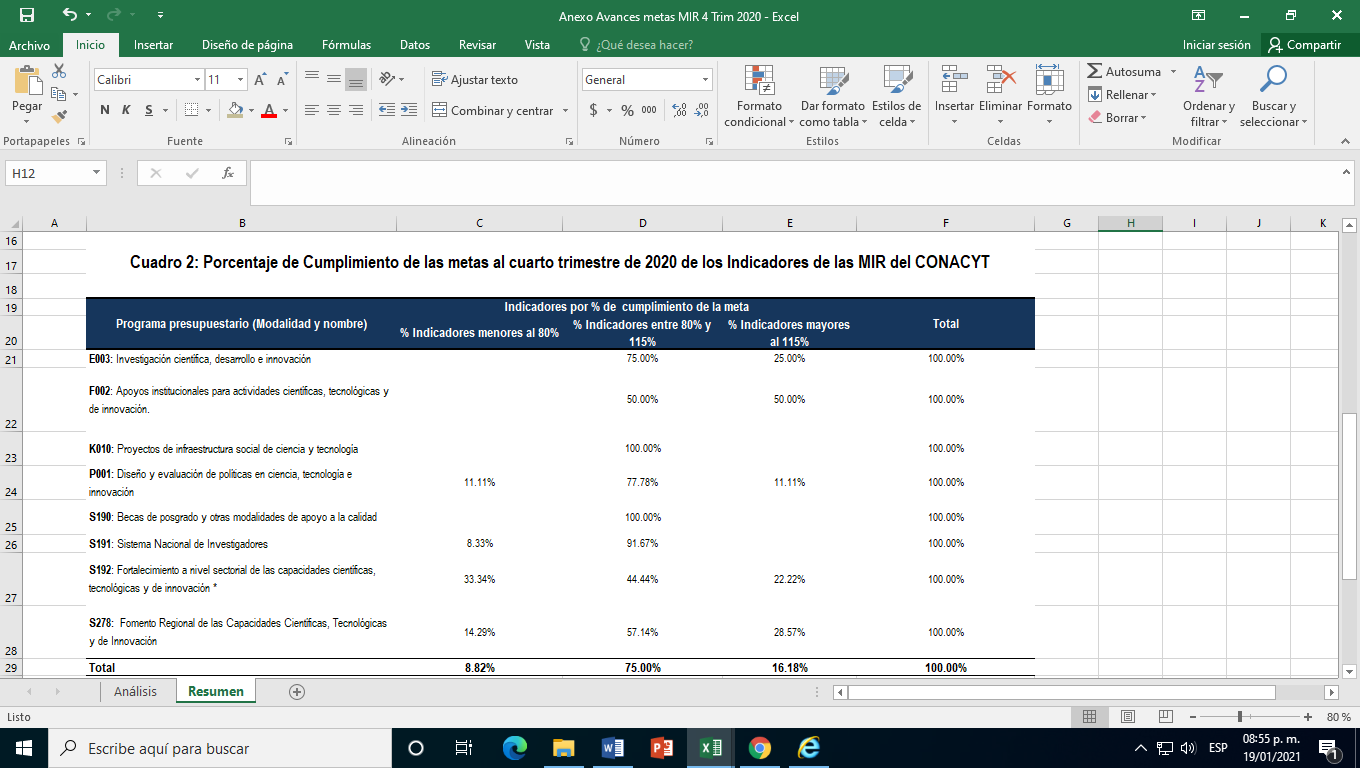 Anexo Avances metas MIR 4 Trim 2020 - Excel
Archivo Inicio Insertar Diseño de página Fórmulas Datos Revisar Vista ¿Qué desea hacer? Iniciar sesión Compartir
Calibri 11 Ajustar texto General Autosuma
Pegar Formato Dar formato Estilos de Insertar Eliminar Formato Rellenar Ordenar y Buscar y
N K S Combinar y centrar $ % 000 condicional como tabla celda Borrar filtrar seleccionar
Portapapeles Fuente Alineación Número Estilos Celdas Modificar
H12 fx
A B C D E F G H I J K
16
17 Cuadro 2: Porcentaje de Cumplimiento de las metas al cuarto trimestre de 2020 de los Indicadores de las MIR del CONACYT
18
19 Indicadores por % de cumplimiento de la meta
Programa presupuestario (Modalidad y nombre) % Indicadores menores al 80% % Indicadores entre 80% y % Indicadores mayores Total
20 115% al 115%
21 E003: Investigación científica, desarrollo e innovación 75.00% 25.00% 100.00%
F002: Apoyos institucionales para actividades científicas, tecnológicas y
de innovación. 50.00% 50.00% 100.00%
22
23 K010: Proyectos de infraestructura social de ciencia y tecnología 100.00% 100.00%
P001: Diseño y evaluación de políticas en ciencia, tecnología e
24 innovación 11.11% 77.78% 11.11% 100.00%
25 S190: Becas de posgrado y otras modalidades de apoyo a la calidad 100.00% 100.00%
26 S191: Sistema Nacional de Investigadores 8.33% 91.67% 100.00%
S192: Fortalecimiento a nivel sectorial de las capacidades científicas,
tecnológicas y de innovación * 33.34% 44.44% 22.22% 100.00%
27
S278: Fomento Regional de las Capacidades Científicas, Tecnológicas
y de Innovación 14.29% 57.14% 28.57% 100.00%
28
29 Total 8.82% 75.00% 16.18% 100.00%
Análisis Resumen
Listo 80 %
Escribe aquí para buscar ESP 08:55 p. m.
19/01/2021 1